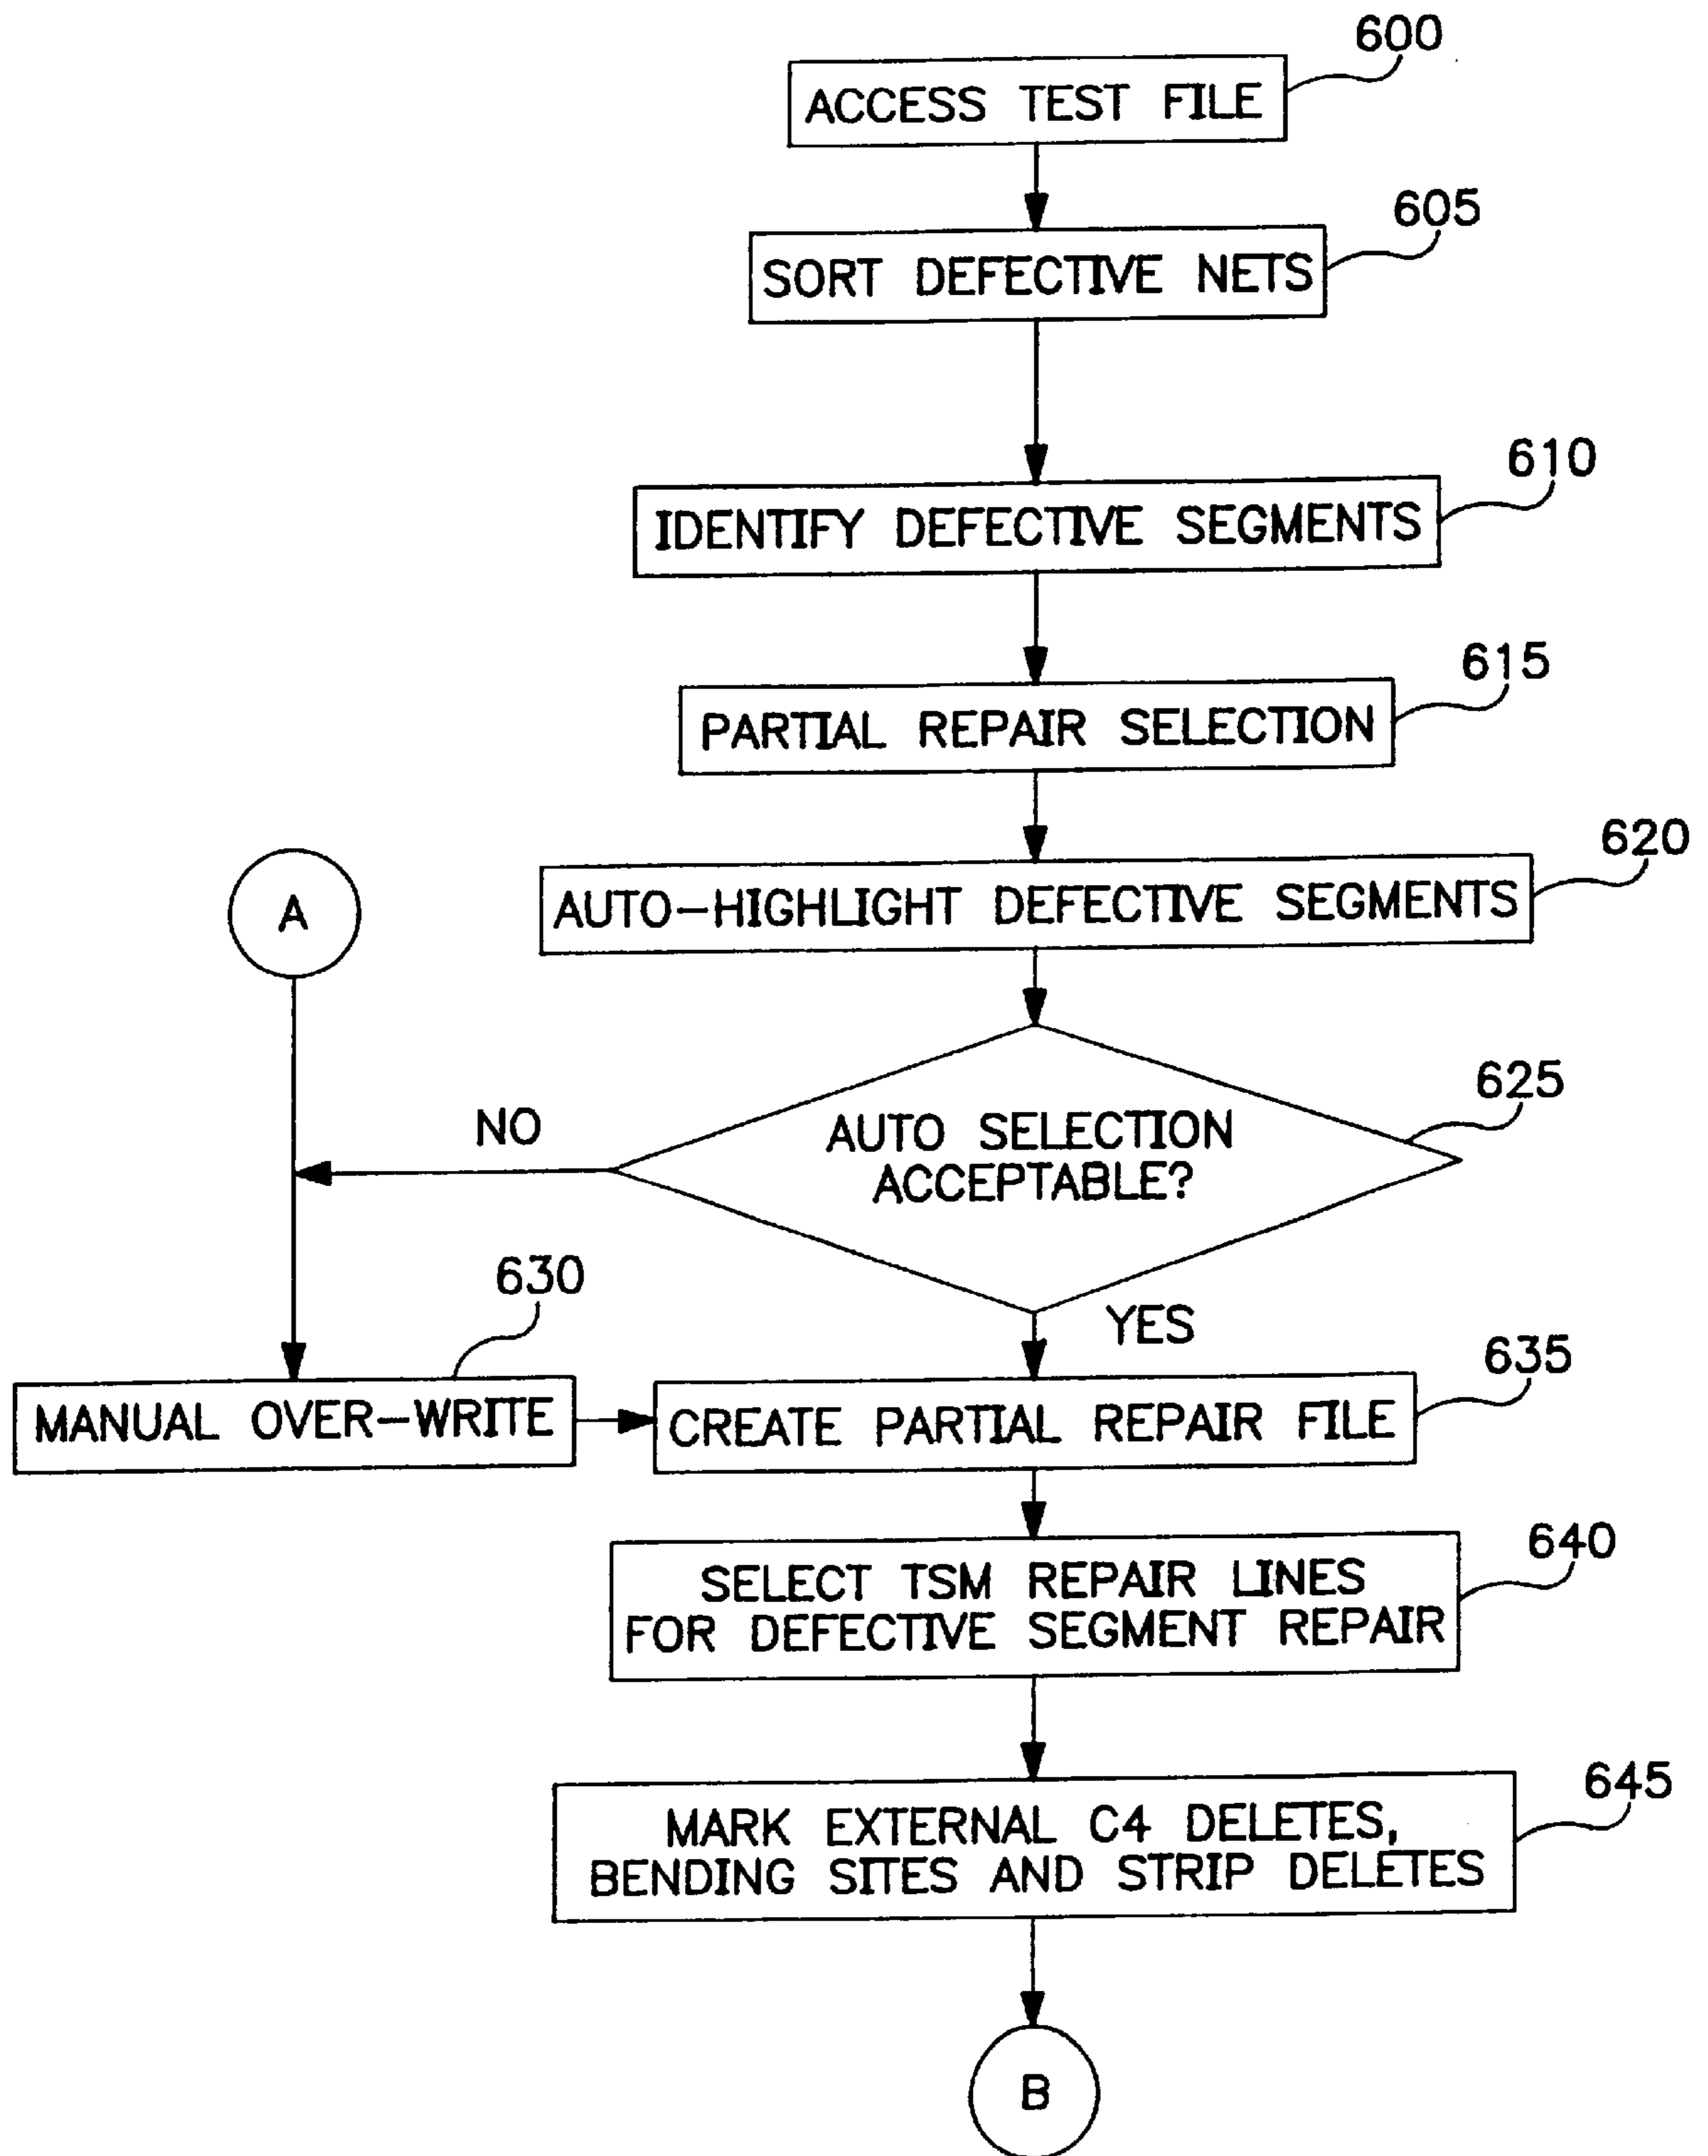 600
ACCESS TEST FILE
605
SORT DEFECTIVE NETS
610
IDENTIFY DEFECTIVE SEGMENTS
615
PARTIAL REPAIR SELECTION
620
A
AUTO-HIGHLIGHT DEFECTIVE SEGMENTS
625
NO
AUTO SELECTION
ACCEPTABLE?
630
YES
635
MANUAL OVER-WRITE
CREATE PARTIAL REPAIR FILE
640
SELECT TSM REPAIR LINES
FOR DEFECTIVE SEGMENT REPAIR
645
MARK EXTERNAL C4 DELETES,
BENDING SITES AND STRIP DELETES
B